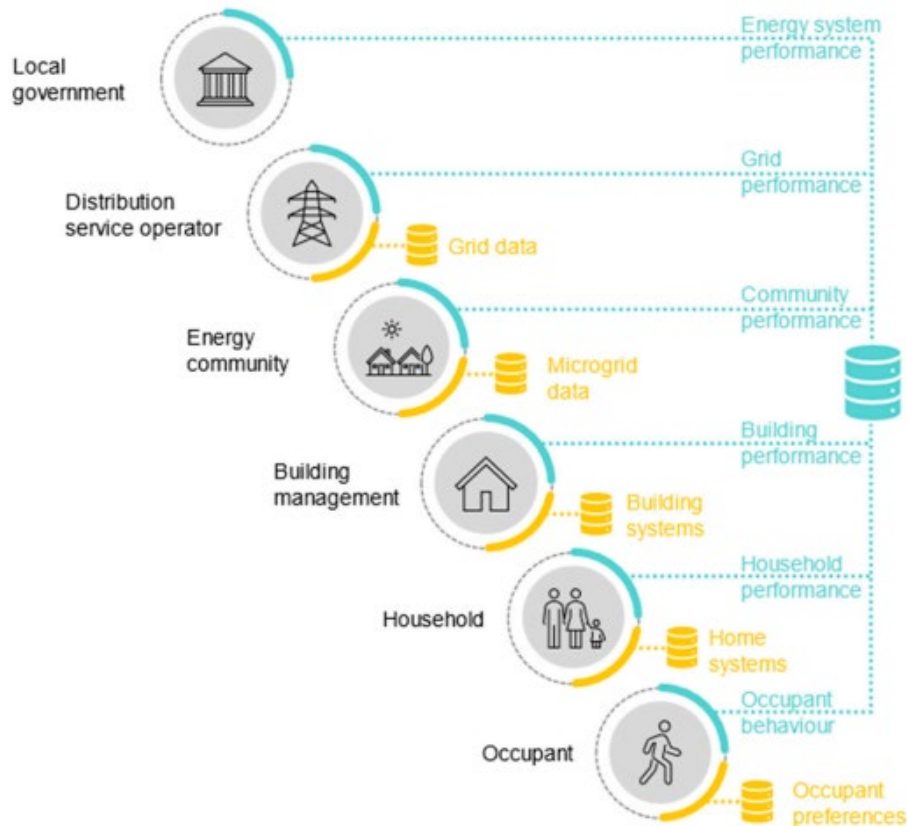 Energy system
performance
Local
government
Grid
performance
Distribution
service operator
Grid data
Community
performance
Energy
community
Microgrid
data
Building
performance
Building
management
Building
systems
Household
performance
Household
Home
systems
Occupant
behaviour
Occupant
Occupant
preferences